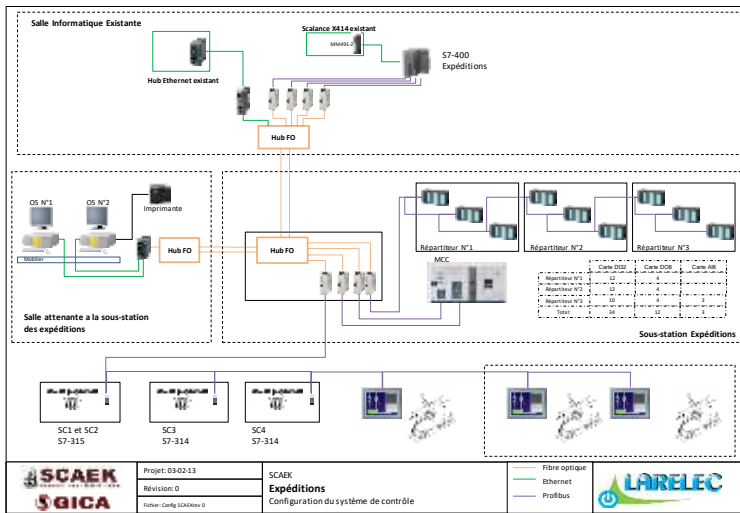 Salle Informatique Existante
Hub Ethernet existant
Scalance X414 existant
MM491-2
S7-400
Expéditions
Hub FO
OS N°1
OS N°2
Imprimante
Mobilier
Hub FO
Salle attenante a la sous-station
des expéditions
Hub FO
MCC
Répartiteur N°1
Répartiteur N°2
Répartiteur N°3
Carte DO32 Carte DO8 Carte AI8
Répartiteur N°1 12 4
Répartiteur N°2 12 4
Répartiteur N°3 10 4 3
Total: 34 12 3
Sous-station Expéditions
SC1 et SC2
S7-315
SC3
S7-314
SC4
S7-314
SCAEK
GICA
Projet: 03-02-13
Révision: 0
Fichier: Config SCAEKrev 0
SCAEK
Expéditions
Configuration du système de contrôle
Fibre optique
Ethernet
Profibus
LARELEC